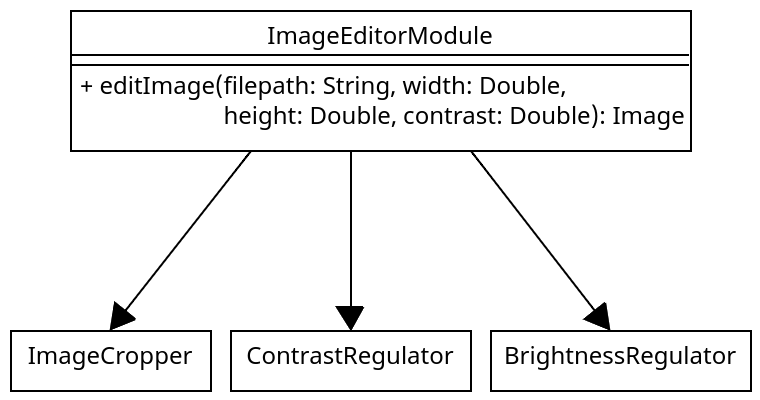 ImageEditorModule
+ editImage(filepath: String, width: Double,
height: Double, contrast: Double): Image
ImageCropper
ContrastRegulator
BrightnessRegulator